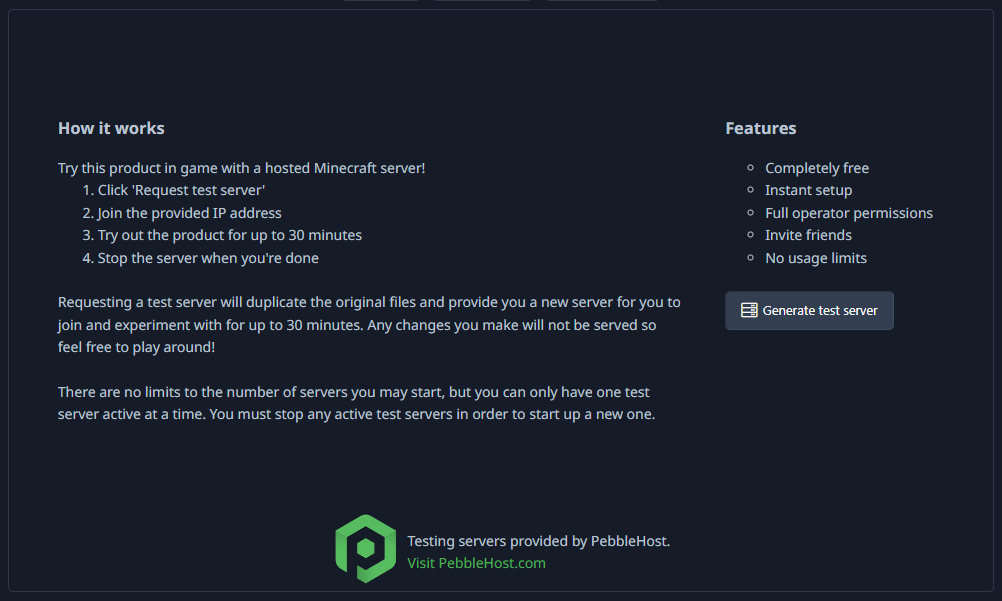 How it works
Try this product in game with a hosted Minecraft server!
1. Click 'Request test server'
2. Join the provided IP address
3. Try out the product for up to 30 minutes
4. Stop the server when you're done
Requesting a test server will duplicate the original files and provide you a new server for you to
join and experiment with for up to 30 minutes. Any changes you make will not be served so
feel free to play around!
There are no limits to the number of servers you may start, but you can only have one test
server active at a time. You must stop any active test servers in order to start up a new one.
Features
Completely free
Instant setup
Full operator permissions
Invite friends
No usage limits
Generate test server
Testing servers provided by PebbleHost.
Visit PebbleHost.com